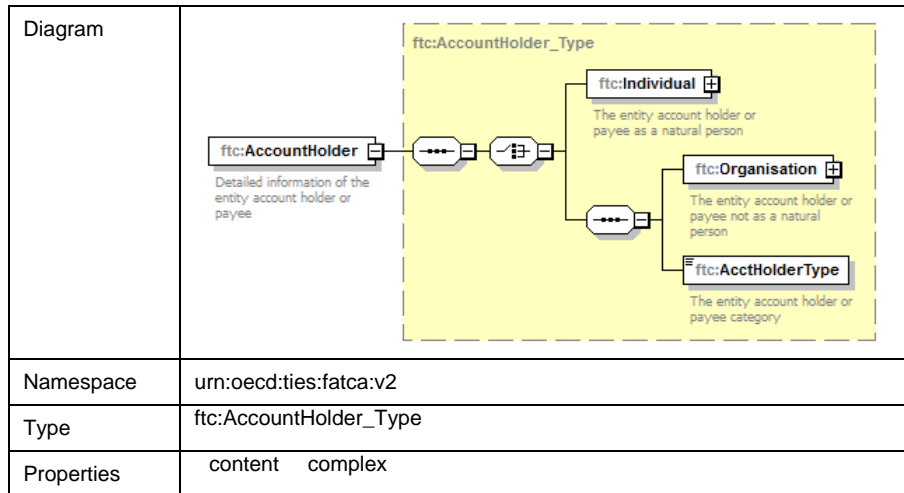 Diagram
ftc:AccountHolder_Type
ftc:Individual
The entity account holder or
payee as a natural person
ftc:AccountHolder
Detailed information of the
entity account holder or
payee
ftc:Organisation
The entity account holder or
payee not as a natural
person
ftc:AcctHolderType
The entity account holder or
payee category
Namespace urn:oecd:ties:fatca:v2
Type ftc:AccountHolder_Type
Properties content complex